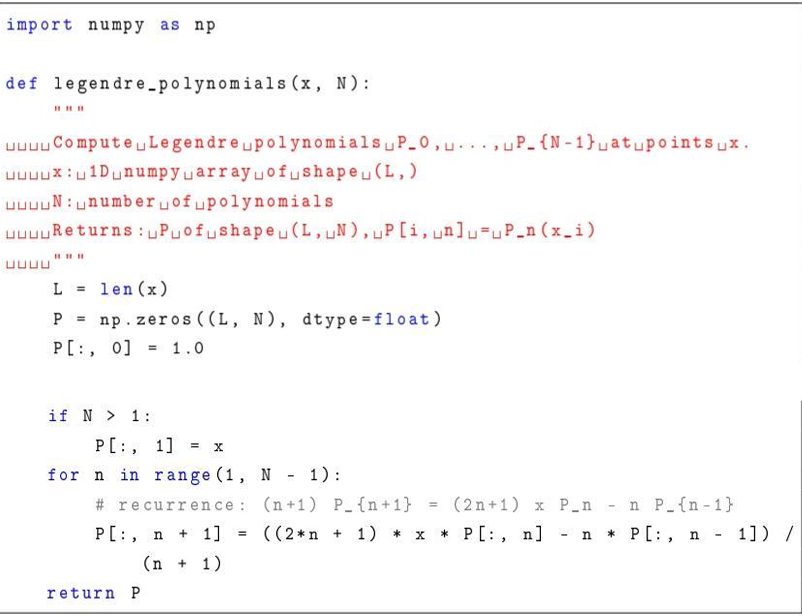 import numpy as np
def legendre_polynomials(x, N):
    """
␣␣␣␣Compute␣Legendre␣polynomials␣P_0,␣...,␣P_{N-1}␣at␣points␣x.
␣␣␣␣x:␣1D␣numpy␣array␣of␣shape␣(L,)
␣␣␣␣N:␣number␣of␣polynomials
␣␣␣␣Returns:␣P␣of␣shape␣(L,␣N),␣P[i,␣n]␣=␣P_n(x_i)
␣␣␣␣"""
    L = len(x)
    P = np.zeros((L, N), dtype=float)
    P[:, 0] = 1.0
    if N > 1:
        P[:, 1] = x
    for n in range(1, N - 1):
        # recurrence: (n+1) P_{n+1} = (2n+1) x P_n - n P_{n-1}
        P[:, n + 1] = ((2*n + 1) * x * P[:, n] - n * P[:, n - 1]) /
            (n + 1)
    return P